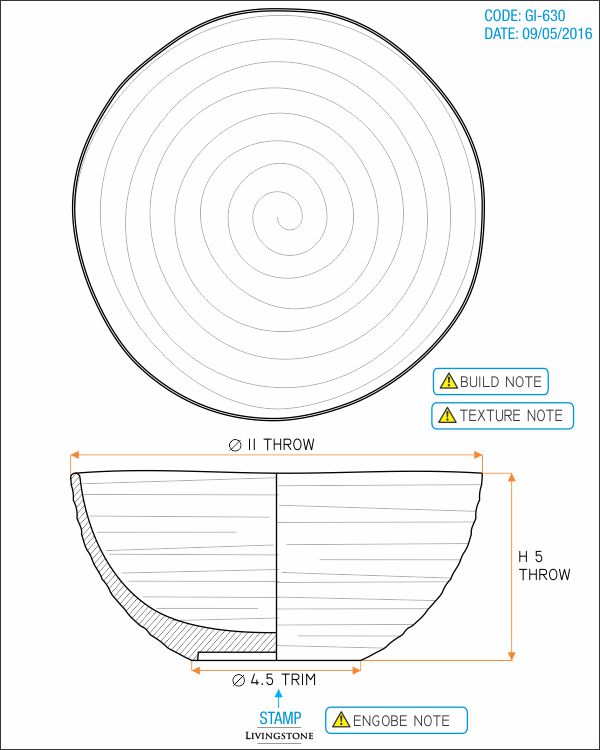 CODE: GI-630
DATE: 09/05/2016
BUILD NOTE
TEXTURE NOTE
∅ 11 THROW
H 5
THROW
∅ 4.5 TRIM
STAMP
LIVINGSTONE
ENGOBE NOTE